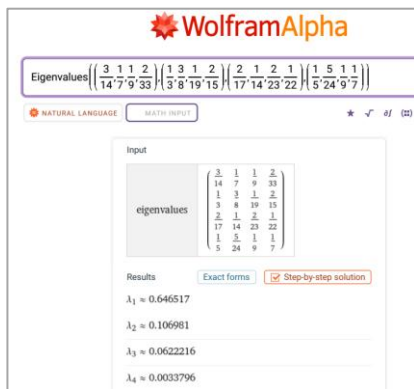 WolframAlpha
Eigenvalues((3/14,1/7,1/9,2/33),(1/3,3/8,1/19,2/15),(2/17,1/14,2/23,1/22),(1/5,5/24,1/9,1/7))
NATURAL LANGUAGE MATH INPUT
Input
eigenvalues
3/14 1/7 1/9 2/33
1/3 3/8 1/19 2/15
2/17 1/14 2/23 1/22
1/5 5/24 1/9 1/7
Results Exact forms Step-by-step solution
λ1 ≈ 0.646517
λ2 ≈ 0.106981
λ3 ≈ 0.0622216
λ4 ≈ 0.0033796